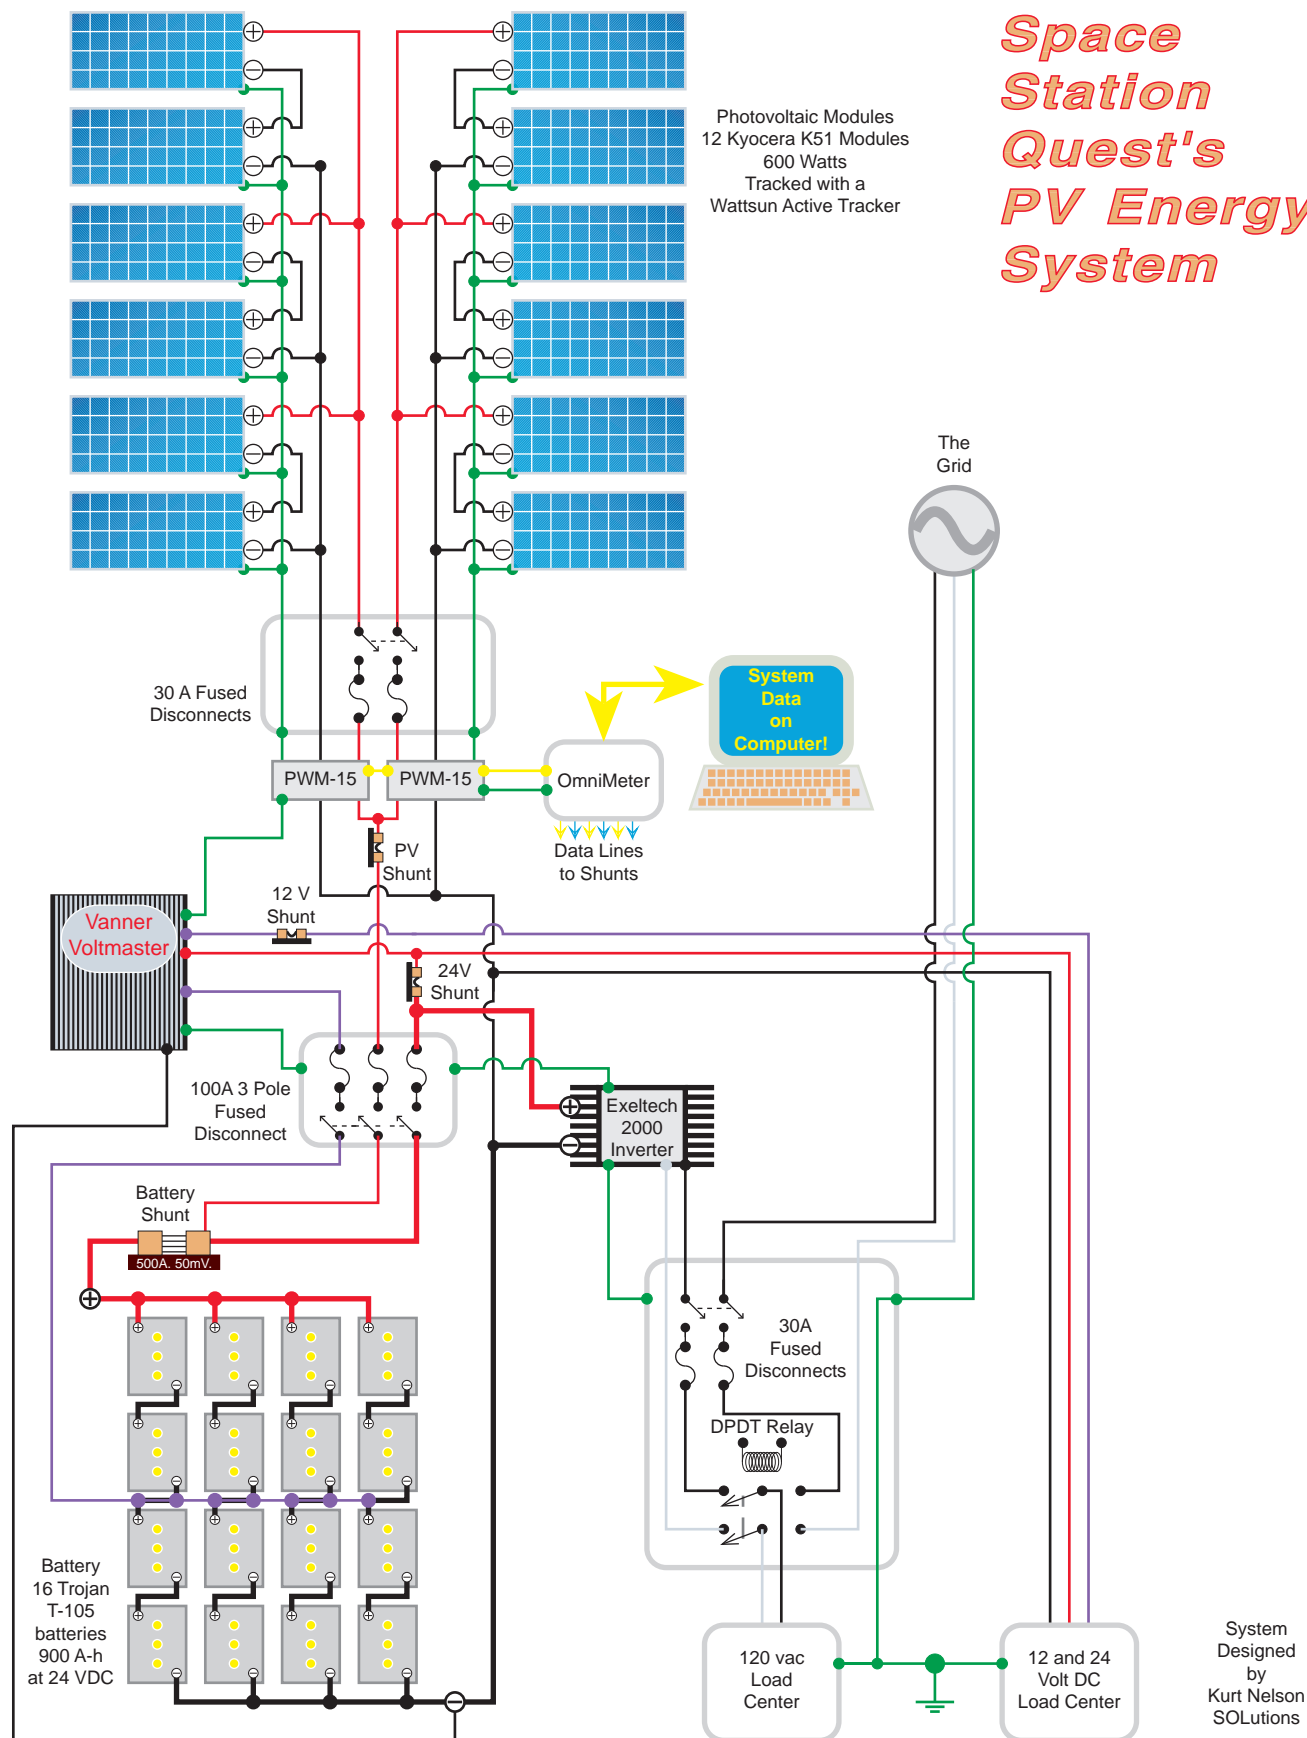 Space
Station
Quest's
PV Energy
System
Photovoltaic Modules
12 Kyocera K51 Modules
600 Watts
Tracked with a
Wattsun Active Tracker
The
Grid
30 A Fused
Disconnects
System
Data
on
Computer!
PWM-15
PWM-15
OmniMeter
PV
Shunt
Data Lines
to Shunts
12 V
Shunt
Vanner
Voltmaster
24V
Shunt
100A 3 Pole
Fused
Disconnect
Exeltech
2000
Inverter
Battery
Shunt
500A. 50mV.
30A
Fused
Disconnects
DPDT Relay
Battery
16 Trojan
T-105
batteries
900 A-h
at 24 VDC
120 vac
Load
Center
12 and 24
Volt DC
Load Center
System
Designed
by
Kurt Nelson
SOLutions